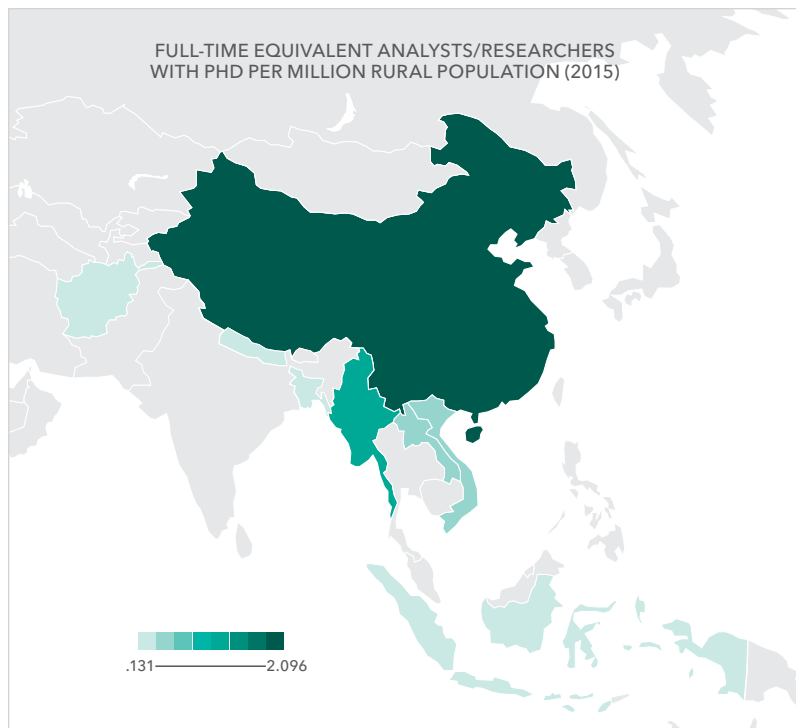 FULL-TIME EQUIVALENT ANALYSTS/RESEARCHERS
WITH PHD PER MILLION RURAL POPULATION (2015)
.131 2.096